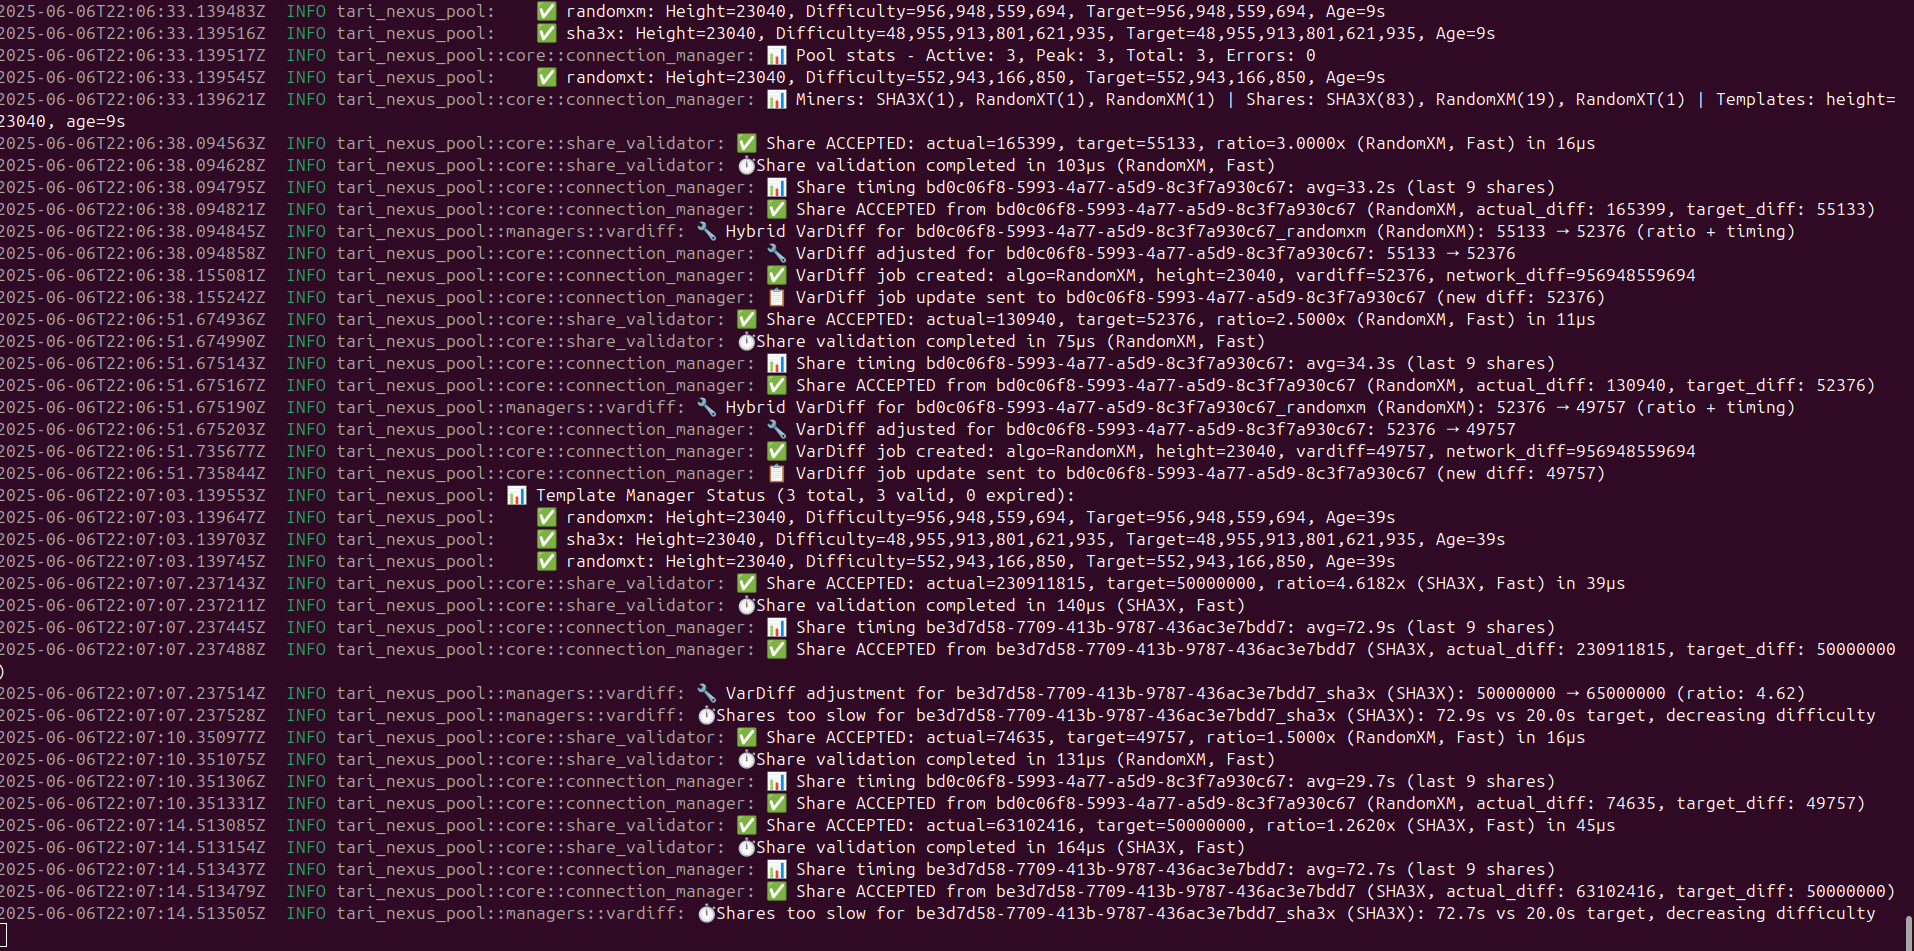 2025-06-06T22:06:33.139483Z  INFO tari_nexus_pool:    ✅ randomxm: Height=23040, Difficulty=956,948,559,694, Target=956,948,559,694, Age=9s
2025-06-06T22:06:33.139516Z  INFO tari_nexus_pool:    ✅ sha3x: Height=23040, Difficulty=48,955,913,801,621,935, Target=48,955,913,801,621,935, Age=9s
2025-06-06T22:06:33.139517Z  INFO tari_nexus_pool::core::connection_manager: 📊 Pool stats - Active: 3, Peak: 3, Total: 3, Errors: 0
2025-06-06T22:06:33.139545Z  INFO tari_nexus_pool:    ✅ randomxt: Height=23040, Difficulty=552,943,166,850, Target=552,943,166,850, Age=9s
2025-06-06T22:06:33.139621Z  INFO tari_nexus_pool::core::connection_manager: 📊 Miners: SHA3X(1), RandomXT(1), RandomXM(1) | Shares: SHA3X(83), RandomXM(19), RandomXT(1) | Templates: height=
23040, age=9s
2025-06-06T22:06:38.094563Z  INFO tari_nexus_pool::core::share_validator: ✅ Share ACCEPTED: actual=165399, target=55133, ratio=3.0000x (RandomXM, Fast) in 16µs
2025-06-06T22:06:38.094628Z  INFO tari_nexus_pool::core::share_validator: ⏱️Share validation completed in 103µs (RandomXM, Fast)
2025-06-06T22:06:38.094795Z  INFO tari_nexus_pool::core::connection_manager: 📊 Share timing bd0c06f8-5993-4a77-a5d9-8c3f7a930c67: avg=33.2s (last 9 shares)
2025-06-06T22:06:38.094821Z  INFO tari_nexus_pool::core::connection_manager: ✅ Share ACCEPTED from bd0c06f8-5993-4a77-a5d9-8c3f7a930c67 (RandomXM, actual_diff: 165399, target_diff: 55133)
2025-06-06T22:06:38.094845Z  INFO tari_nexus_pool::managers::vardiff: 🔧 Hybrid VarDiff for bd0c06f8-5993-4a77-a5d9-8c3f7a930c67_randomxm (RandomXM): 55133 → 52376 (ratio + timing)
2025-06-06T22:06:38.094858Z  INFO tari_nexus_pool::core::connection_manager: 🔧 VarDiff adjusted for bd0c06f8-5993-4a77-a5d9-8c3f7a930c67: 55133 → 52376
2025-06-06T22:06:38.155081Z  INFO tari_nexus_pool::core::connection_manager: ✅ VarDiff job created: algo=RandomXM, height=23040, vardiff=52376, network_diff=956948559694
2025-06-06T22:06:38.155242Z  INFO tari_nexus_pool::core::connection_manager: 📋 VarDiff job update sent to bd0c06f8-5993-4a77-a5d9-8c3f7a930c67 (new diff: 52376)
2025-06-06T22:06:51.674936Z  INFO tari_nexus_pool::core::share_validator: ✅ Share ACCEPTED: actual=130940, target=52376, ratio=2.5000x (RandomXM, Fast) in 11µs
2025-06-06T22:06:51.674990Z  INFO tari_nexus_pool::core::share_validator: ⏱️Share validation completed in 75µs (RandomXM, Fast)
2025-06-06T22:06:51.675143Z  INFO tari_nexus_pool::core::connection_manager: 📊 Share timing bd0c06f8-5993-4a77-a5d9-8c3f7a930c67: avg=34.3s (last 9 shares)
2025-06-06T22:06:51.675167Z  INFO tari_nexus_pool::core::connection_manager: ✅ Share ACCEPTED from bd0c06f8-5993-4a77-a5d9-8c3f7a930c67 (RandomXM, actual_diff: 130940, target_diff: 52376)
2025-06-06T22:06:51.675190Z  INFO tari_nexus_pool::managers::vardiff: 🔧 Hybrid VarDiff for bd0c06f8-5993-4a77-a5d9-8c3f7a930c67_randomxm (RandomXM): 52376 → 49757 (ratio + timing)
2025-06-06T22:06:51.675203Z  INFO tari_nexus_pool::core::connection_manager: 🔧 VarDiff adjusted for bd0c06f8-5993-4a77-a5d9-8c3f7a930c67: 52376 → 49757
2025-06-06T22:06:51.735677Z  INFO tari_nexus_pool::core::connection_manager: ✅ VarDiff job created: algo=RandomXM, height=23040, vardiff=49757, network_diff=956948559694
2025-06-06T22:06:51.735844Z  INFO tari_nexus_pool::core::connection_manager: 📋 VarDiff job update sent to bd0c06f8-5993-4a77-a5d9-8c3f7a930c67 (new diff: 49757)
2025-06-06T22:07:03.139553Z  INFO tari_nexus_pool: 📊 Template Manager Status (3 total, 3 valid, 0 expired):
2025-06-06T22:07:03.139647Z  INFO tari_nexus_pool:    ✅ randomxm: Height=23040, Difficulty=956,948,559,694, Target=956,948,559,694, Age=39s
2025-06-06T22:07:03.139703Z  INFO tari_nexus_pool:    ✅ sha3x: Height=23040, Difficulty=48,955,913,801,621,935, Target=48,955,913,801,621,935, Age=39s
2025-06-06T22:07:03.139745Z  INFO tari_nexus_pool:    ✅ randomxt: Height=23040, Difficulty=552,943,166,850, Target=552,943,166,850, Age=39s
2025-06-06T22:07:07.237143Z  INFO tari_nexus_pool::core::share_validator: ✅ Share ACCEPTED: actual=230911815, target=50000000, ratio=4.6182x (SHA3X, Fast) in 39µs
2025-06-06T22:07:07.237211Z  INFO tari_nexus_pool::core::share_validator: ⏱️Share validation completed in 140µs (SHA3X, Fast)
2025-06-06T22:07:07.237445Z  INFO tari_nexus_pool::core::connection_manager: 📊 Share timing be3d7d58-7709-413b-9787-436ac3e7bdd7: avg=72.9s (last 9 shares)
2025-06-06T22:07:07.237488Z  INFO tari_nexus_pool::core::connection_manager: ✅ Share ACCEPTED from be3d7d58-7709-413b-9787-436ac3e7bdd7 (SHA3X, actual_diff: 230911815, target_diff: 50000000
)
2025-06-06T22:07:07.237514Z  INFO tari_nexus_pool::managers::vardiff: 🔧 VarDiff adjustment for be3d7d58-7709-413b-9787-436ac3e7bdd7_sha3x (SHA3X): 50000000 → 65000000 (ratio: 4.62)
2025-06-06T22:07:07.237528Z  INFO tari_nexus_pool::managers::vardiff: ⏱️Shares too slow for be3d7d58-7709-413b-9787-436ac3e7bdd7_sha3x (SHA3X): 72.9s vs 20.0s target, decreasing difficulty
2025-06-06T22:07:10.350977Z  INFO tari_nexus_pool::core::share_validator: ✅ Share ACCEPTED: actual=74635, target=49757, ratio=1.5000x (RandomXM, Fast) in 16µs
2025-06-06T22:07:10.351075Z  INFO tari_nexus_pool::core::share_validator: ⏱️Share validation completed in 131µs (RandomXM, Fast)
2025-06-06T22:07:10.351306Z  INFO tari_nexus_pool::core::connection_manager: 📊 Share timing bd0c06f8-5993-4a77-a5d9-8c3f7a930c67: avg=29.7s (last 9 shares)
2025-06-06T22:07:10.351331Z  INFO tari_nexus_pool::core::connection_manager: ✅ Share ACCEPTED from bd0c06f8-5993-4a77-a5d9-8c3f7a930c67 (RandomXM, actual_diff: 74635, target_diff: 49757)
2025-06-06T22:07:14.513085Z  INFO tari_nexus_pool::core::share_validator: ✅ Share ACCEPTED: actual=63102416, target=50000000, ratio=1.2620x (SHA3X, Fast) in 45µs
2025-06-06T22:07:14.513154Z  INFO tari_nexus_pool::core::share_validator: ⏱️Share validation completed in 164µs (SHA3X, Fast)
2025-06-06T22:07:14.513437Z  INFO tari_nexus_pool::core::connection_manager: 📊 Share timing be3d7d58-7709-413b-9787-436ac3e7bdd7: avg=72.7s (last 9 shares)
2025-06-06T22:07:14.513479Z  INFO tari_nexus_pool::core::connection_manager: ✅ Share ACCEPTED from be3d7d58-7709-413b-9787-436ac3e7bdd7 (SHA3X, actual_diff: 63102416, target_diff: 50000000)
2025-06-06T22:07:14.513505Z  INFO tari_nexus_pool::managers::vardiff: ⏱️Shares too slow for be3d7d58-7709-413b-9787-436ac3e7bdd7_sha3x (SHA3X): 72.7s vs 20.0s target, decreasing difficulty